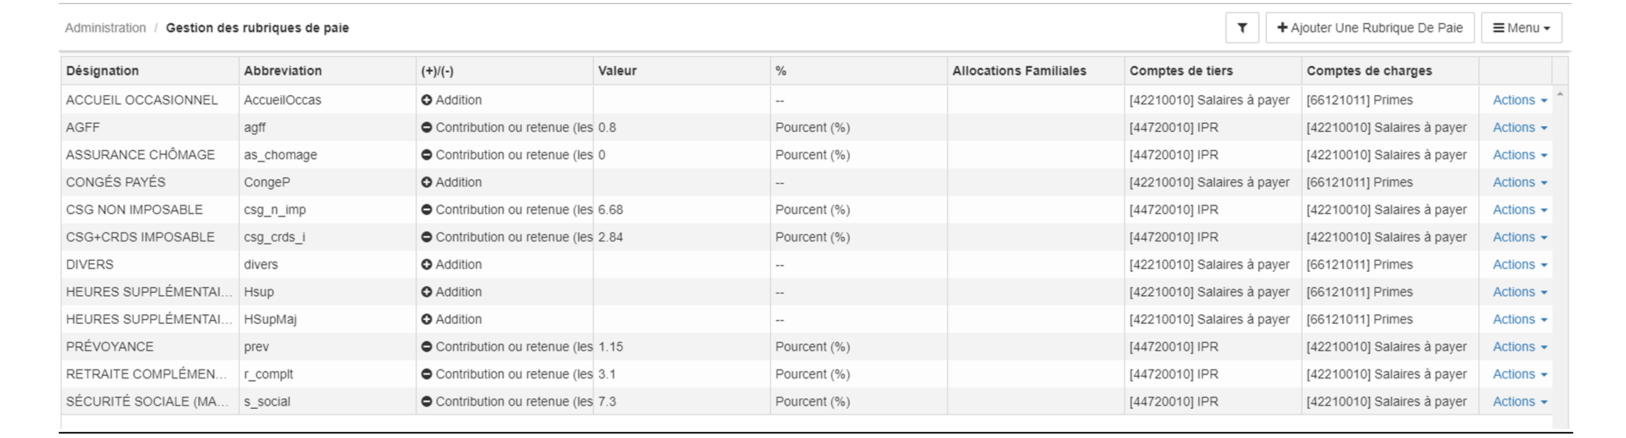 Administration / Gestion des rubriques de paie Ajouter Une Rubrique De Paie Menu
Désignation Abbreviation (+)/(-) Valeur % Allocations Familiales Comptes de tiers Comptes de charges
ACCUEIL OCCASIONNEL AccueilOccas Addition -- [42210010] Salaires à payer [66121011] Primes Actions
AGFF agff Contribution ou retenue (les 0.8 Pourcent (%) [44720010] IPR [42210010] Salaires à payer Actions
ASSURANCE CHÔMAGE as_chomage Contribution ou retenue (les 0 Pourcent (%) [44720010] IPR [42210010] Salaires à payer Actions
CONGÉS PAYÉS CongeP Addition -- [42210010] Salaires à payer [66121011] Primes Actions
CSG NON IMPOSABLE csg_n_imp Contribution ou retenue (les 6.68 Pourcent (%) [44720010] IPR [42210010] Salaires à payer Actions
CSG+CRDS IMPOSABLE csg_crds_i Contribution ou retenue (les 2.84 Pourcent (%) [44720010] IPR [42210010] Salaires à payer Actions
DIVERS divers Addition -- [42210010] Salaires à payer [66121011] Primes Actions
HEURES SUPPLÉMENTAI... Hsup Addition -- [42210010] Salaires à payer [66121011] Primes Actions
HEURES SUPPLÉMENTAI... HSupMaj Addition -- [42210010] Salaires à payer [66121011] Primes Actions
PRÉVOYANCE prev Contribution ou retenue (les 1.15 Pourcent (%) [44720010] IPR [42210010] Salaires à payer Actions
RETRAITE COMPLÉMEN... r_complt Contribution ou retenue (les 3.1 Pourcent (%) [44720010] IPR [42210010] Salaires à payer Actions
SÉCURITÉ SOCIALE (MA... s_social Contribution ou retenue (les 7.3 Pourcent (%) [44720010] IPR [42210010] Salaires à payer Actions